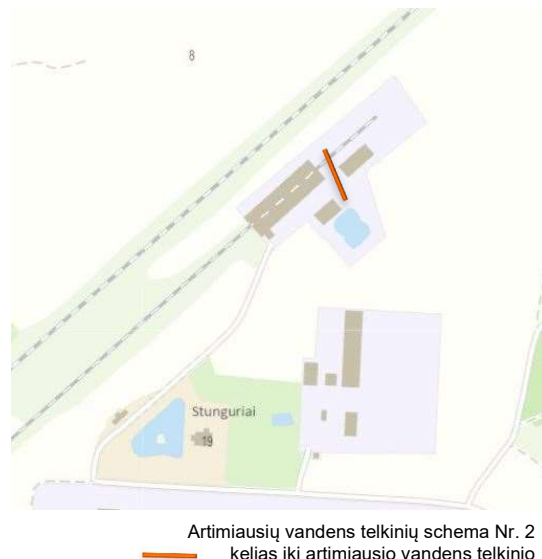 8
Stunguriai
19
Artimiausių vandens telkinių schema Nr. 2
kelias iki artimiausio vandens telkinio